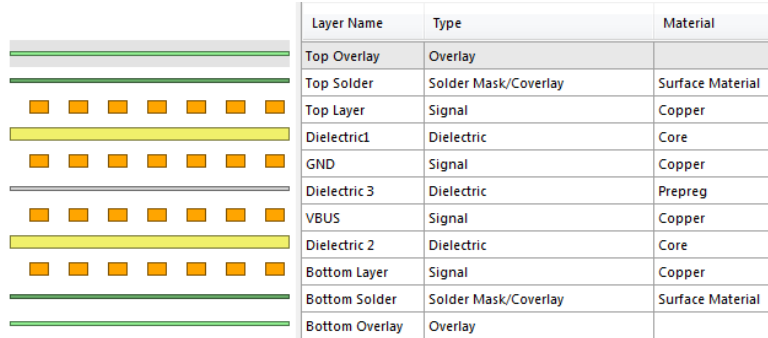 Layer Name Type Material
Top Overlay Overlay
Top Solder Solder Mask/Coverlay Surface Material
Top Layer Signal Copper
Dielectric1 Dielectric Core
GND Signal Copper
Dielectric 3 Dielectric Prepreg
VBUS Signal Copper
Dielectric 2 Dielectric Core
Bottom Layer Signal Copper
Bottom Solder Solder Mask/Coverlay Surface Material
Bottom Overlay Overlay